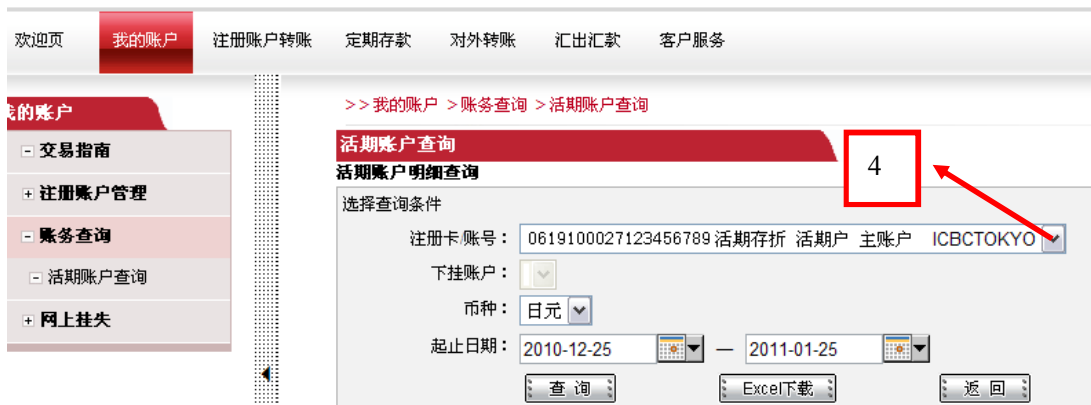 欢迎页 我的账户 注册账户转账 定期存款 对外转账 汇出汇款 客户服务
>>我的账户 >账务查询 >活期账户查询
的账户
交易指南
注册账户管理
账务查询
活期账户查询
网上挂失
活期账户查询
活期账户明细查询
4
选择查询条件
注册卡/账号： 0619100027123456789 活期存折 活期户 主账户 ICBCTOKYO
下挂账户：
币种： 日元
起止日期： 2010-12-25 — 2011-01-25
查 询 Excel下载 返 回